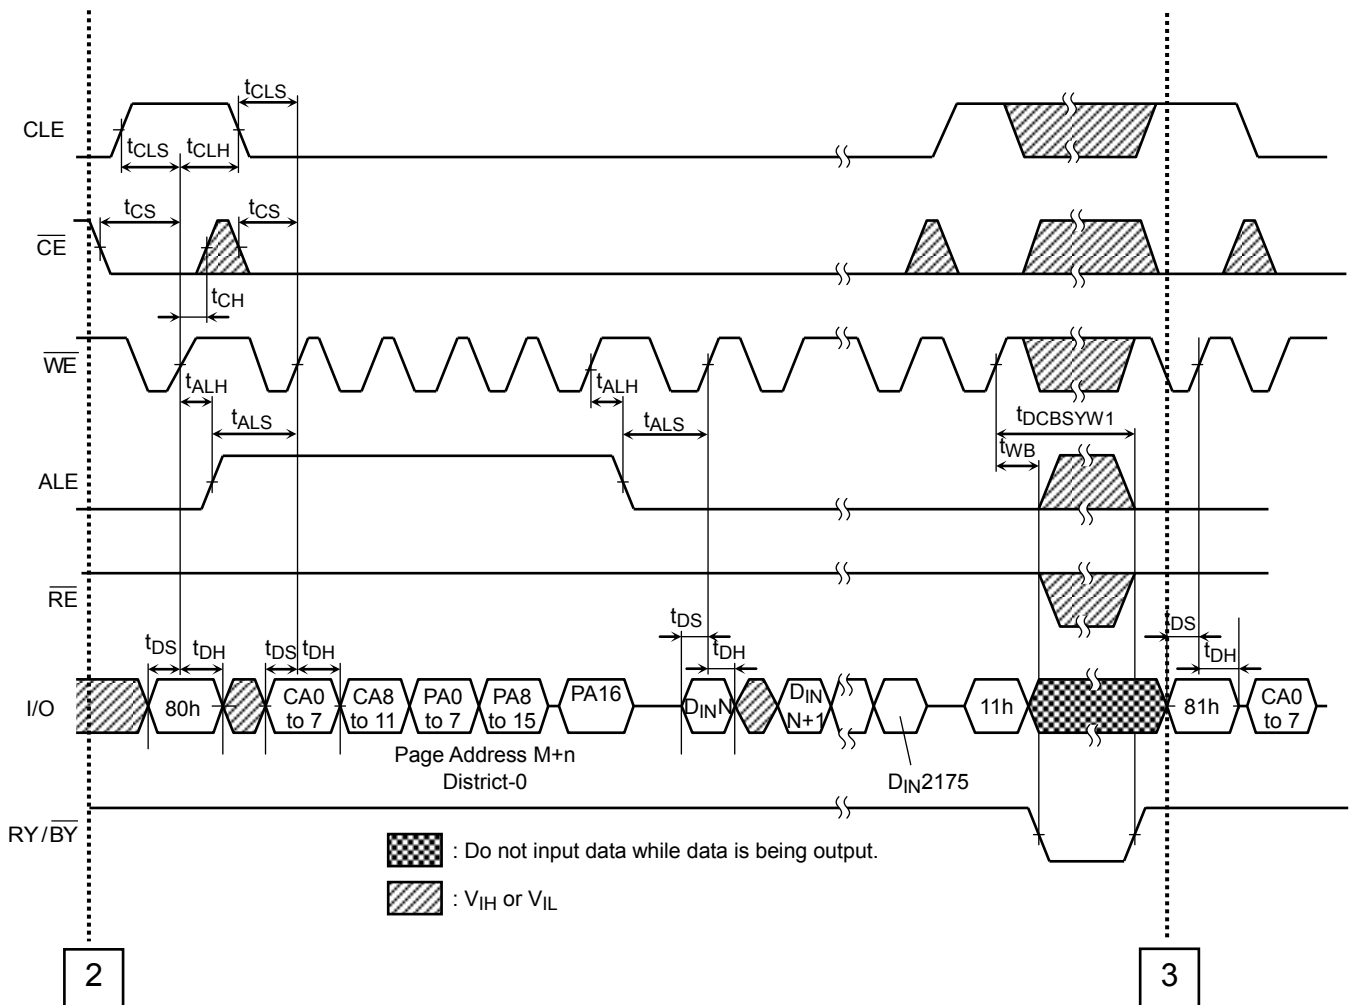 tCLS
CLE
tCLS tCLH
tCS tCS
CE
tCH
WE
tALH tALH
tALS tALS tDCBSYW1
tWB
ALE
RE
tDS tDH tDS tDH tDS tDH tDS tDH
I/O 80h CA0 to 7 CA8 to 11 PA0 to 7 PA8 to 15 PA16 DINN DIN N+1 11h 81h CA0 to 7
Page Address M+n
District-0
DIN2175
RY/BY
: Do not input data while data is being output.
: VIH or VIL
2 3